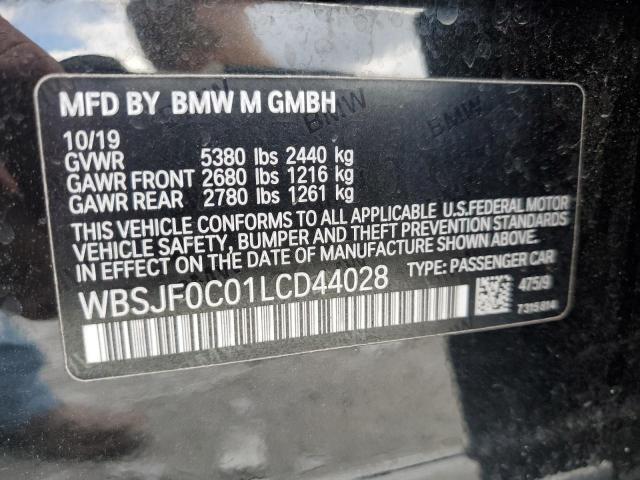 MFD BY BMW M GMBH
10/19
GVWR 5380 lbs 2440 kg
GAWR FRONT 2680 lbs 1216 kg
GAWR REAR 2780 lbs 1261 kg
THIS VEHICLE CONFORMS TO ALL APPLICABLE U.S.FEDERAL MOTOR
VEHICLE SAFETY, BUMPER AND THEFT PREVENTION STANDARDS
IN EFFECT ON THE DATE OF MANUFACTURE SHOWN ABOVE.
WBSJF0C01LCD44028 TYPE: PASSENGER CAR
475/9
7315814